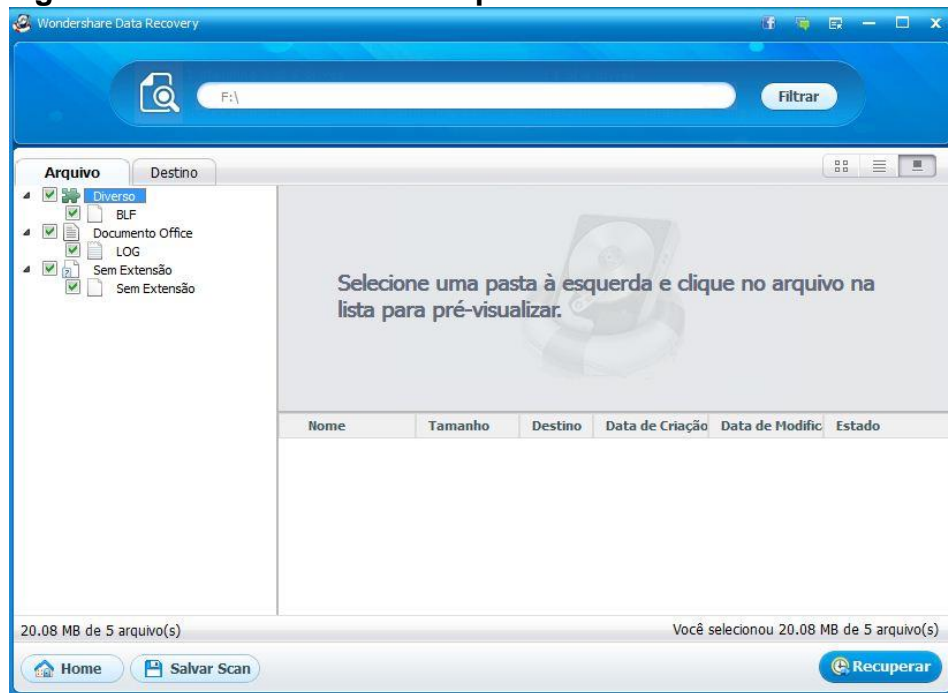 Wondershare Data Recovery
F:\
Filtrar
Arquivo Destino
Diverso
BLF
Documento Office
LOG
Sem Extensão
Sem Extensão
Selecione uma pasta à esquerda e clique no arquivo na
lista para pré-visualizar.
Nome Tamanho Destino Data de Criação Data de Modific Estado
20.08 MB de 5 arquivo(s) Você selecionou 20.08 MB de 5 arquivo(s)
Home Salvar Scan Recuperar